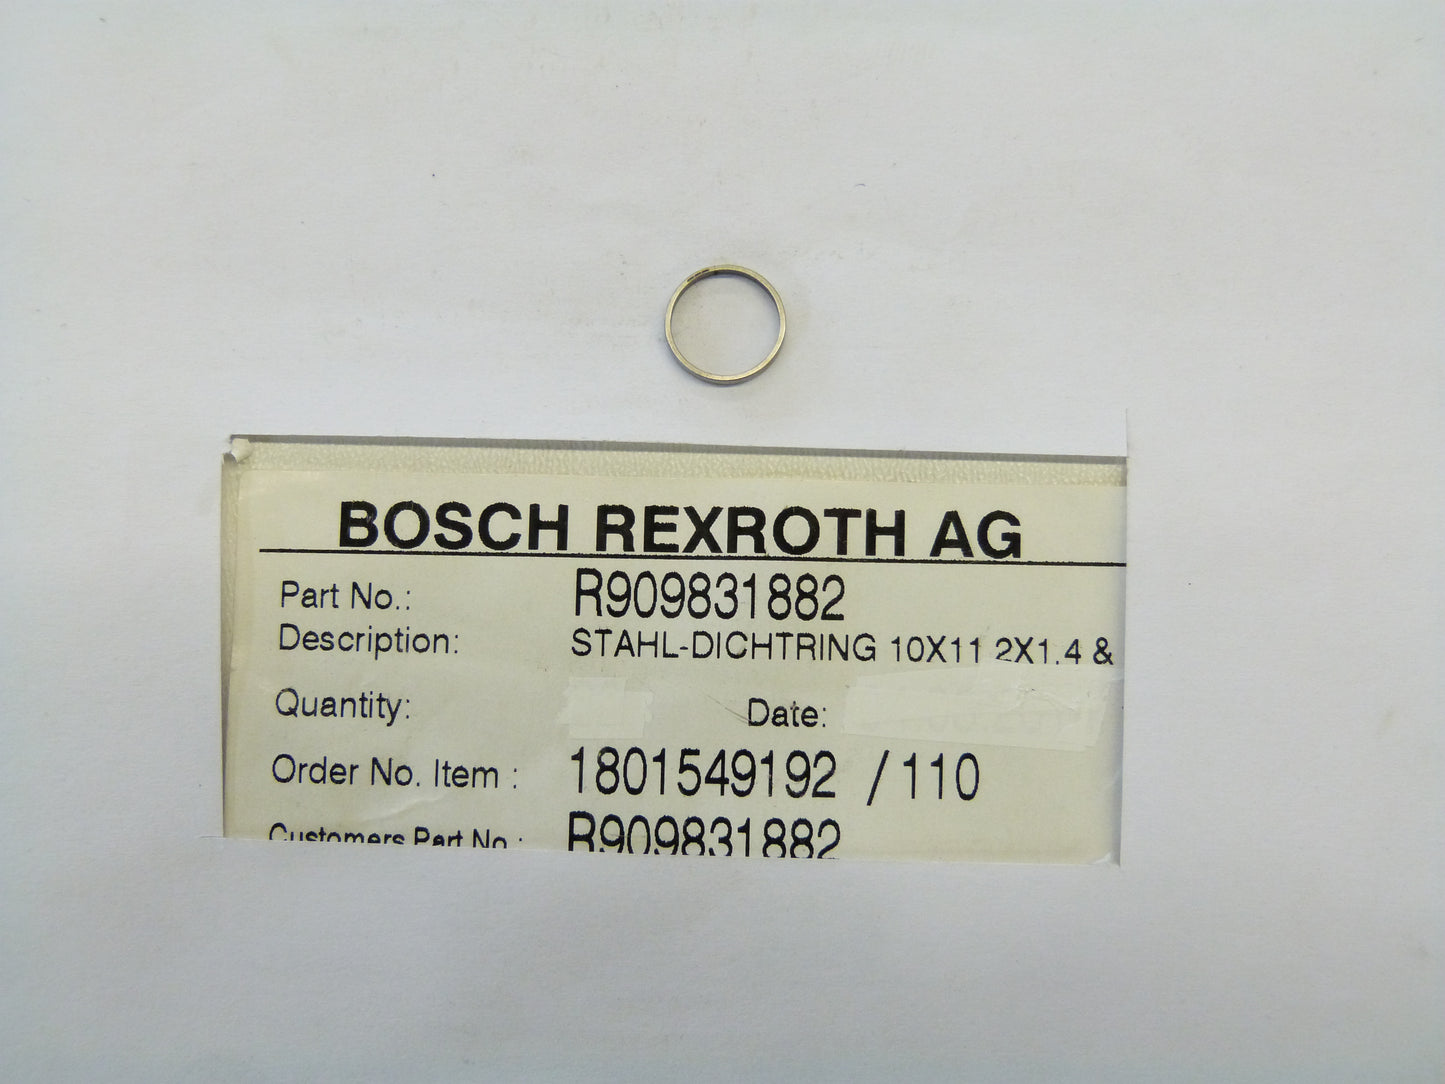 BOSCH REXROTH AG
Part No.: R909831882
Description: STAHL-DICHTRING 10X11.2X1.4 &
Quantity: Date:
Order No. Item : 1801549192 / 110
Customers Part No.: R909831882